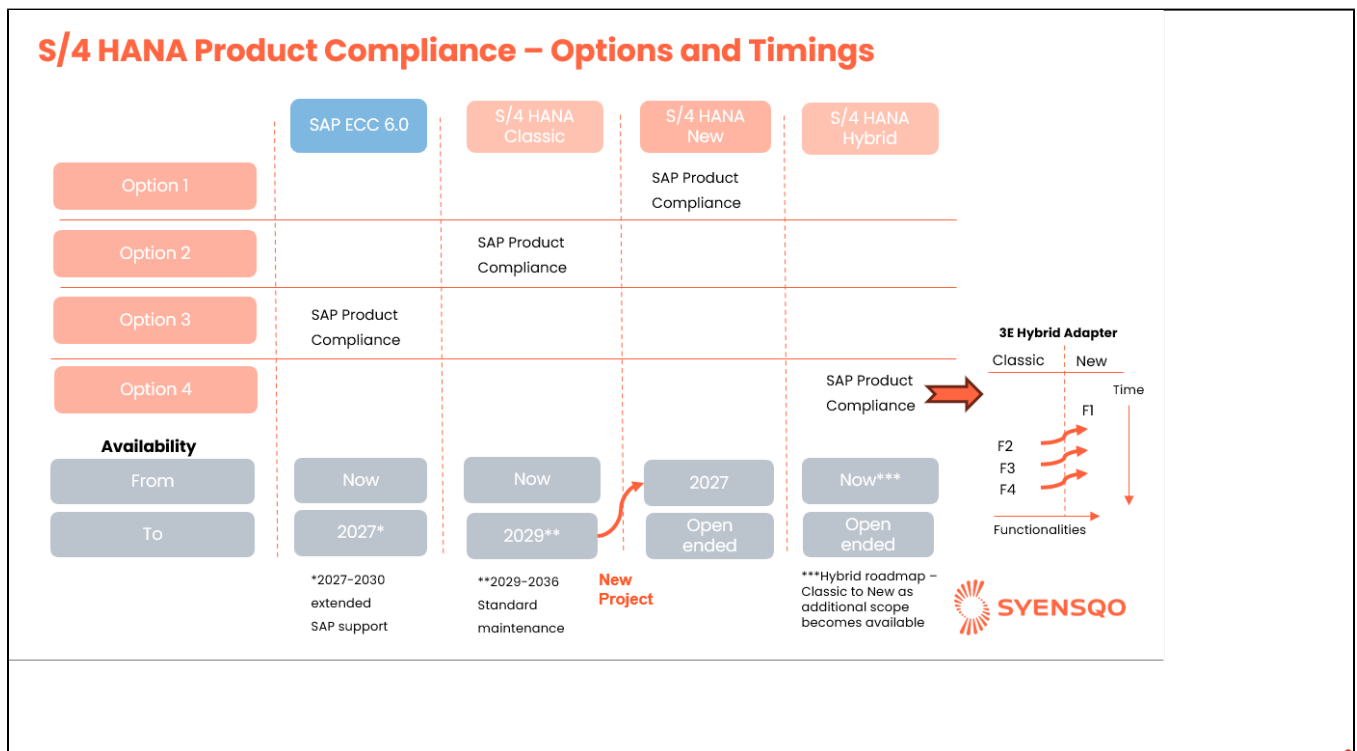 S/4 HANA Product Compliance – Options and Timings
SAP ECC 6.0
S/4 HANA
Classic
S/4 HANA
New
S/4 HANA
Hybrid
Option 1
SAP Product
Compliance
Option 2
SAP Product
Compliance
Option 3
SAP Product
Compliance
Option 4
SAP Product
Compliance
3E Hybrid Adapter
Classic
New
Time
F1
F2
F3
F4
Functionalities
Availability
From
Now
Now
2027
Now***
To
2027*
2029**
Open
ended
Open
ended
*2027-2030
extended
SAP support
**2029-2036
Standard
maintenance
New
Project
***Hybrid roadmap –
Classic to New as
additional scope
becomes available
SYENSQO